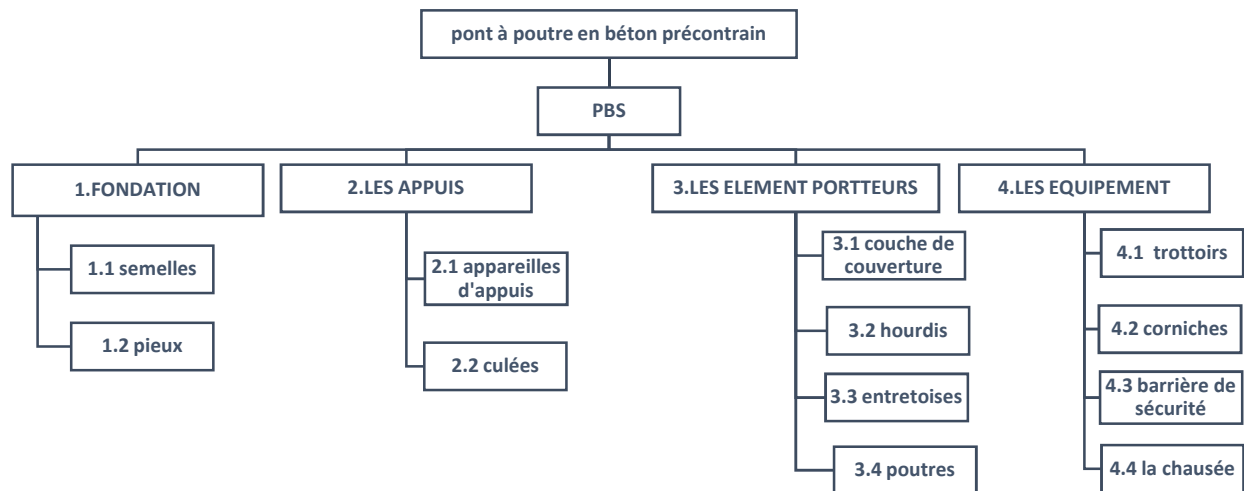 pont à poutre en béton précontrain
PBS
1.FONDATION
1.1 semelles
1.2 pieux
2.LES APPUIS
2.1 appareilles
d'appuis
2.2 culées
3.LES ELEMENT PORTTEURS
3.1 couche de
couverture
3.2 hourdis
3.3 entretoises
3.4 poutres
4.LES EQUIPEMENT
4.1 trottoirs
4.2 corniches
4.3 barrière de
sécurité
4.4 la chausée